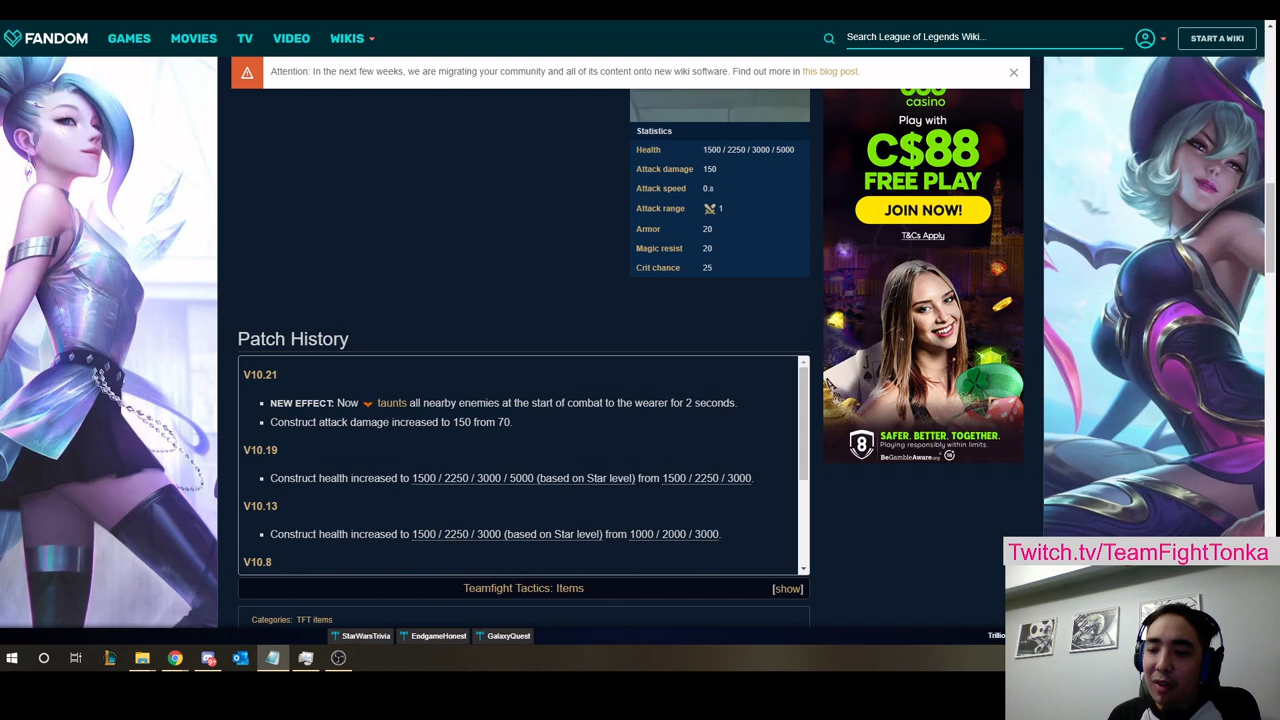 FANDOM
GAMES
MOVIES
TV
VIDEO
WIKIS
Search League of Legends Wiki...
START A WIKI
Attention: In the next few weeks, we are migrating your community and all of its content onto new wiki software. Find out more in this blog post.
Statistics
Health 1500 / 2250 / 3000 / 5000
Attack damage 150
Attack speed 0.8
Attack range 1
Armor 20
Magic resist 20
Crit chance 25
casino
Play with
C$88
FREE PLAY
JOIN NOW!
T&Cs Apply
8 SAFER. BETTER. TOGETHER.
Playing responsibly within limits.
BeGambleAware.org
Patch History
V10.21
NEW EFFECT: Now taunts all nearby enemies at the start of combat to the wearer for 2 seconds.
Construct attack damage increased to 150 from 70.
V10.19
Construct health increased to 1500 / 2250 / 3000 / 5000 (based on Star level) from 1500 / 2250 / 3000.
V10.13
Construct health increased to 1500 / 2250 / 3000 (based on Star level) from 1000 / 2000 / 3000.
V10.8
Teamfight Tactics: Items
[show]
Categories: TFT items
StarWarsTrivia
EndgameHonest
GalaxyQuest
Trillio
Twitch.tv/TeamFightTonka